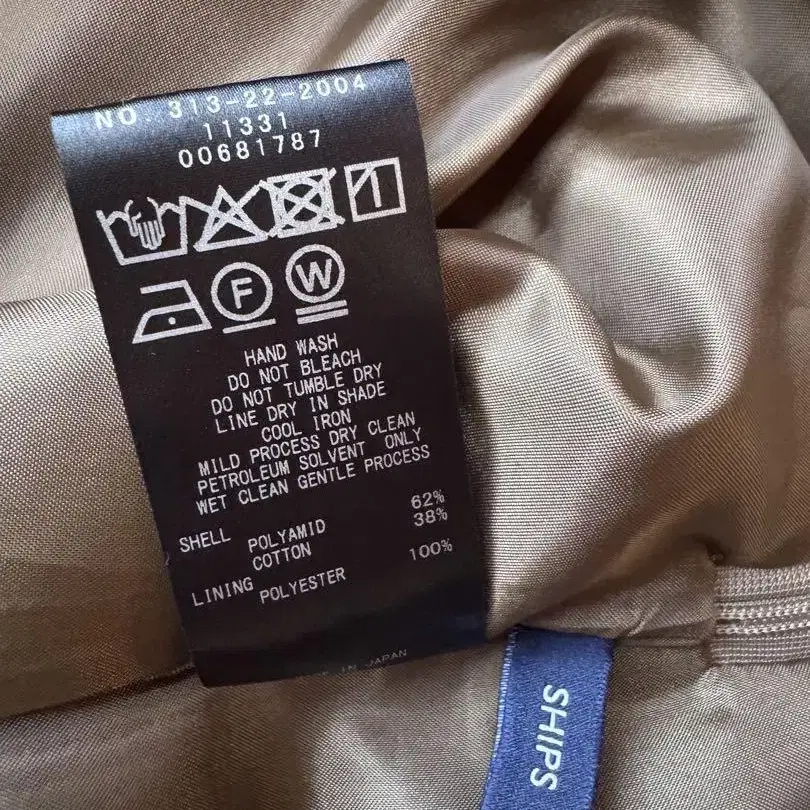 NO. 313-22-2004
11331
00681787
F W
HAND WASH
DO NOT BLEACH
DO NOT TUMBLE DRY
LINE DRY IN SHADE
COOL IRON
MILD PROCESS DRY CLEAN
PETROLEUM SOLVENT ONLY
WET CLEAN GENTLE PROCESS
SHELL POLYAMID 62%
COTTON 38%
LINING POLYESTER 100%
IN JAPAN
SHIPS